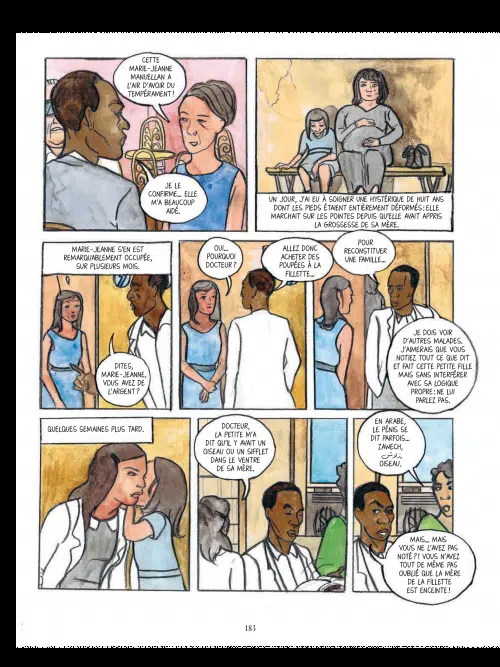 CETTE
MARIE-JEANNE
MANUELLAN A
L'AIR D'AVOIR DU
TEMPÉRAMENT!
JE LE
CONFIRME... ELLE
M'A BEAUCOUP
AIDÉ.
UN JOUR, J'AI EU À SOIGNER UNE HYSTÉRIQUE DE HUIT ANS
DONT LES PIEDS ÉTAIENT ENTIÈREMENT DÉFORMÉS: ELLE
MARCHAIT SUR LES POINTES DEPUIS QU'ELLE AVAIT APPRIS
LA GROSSESSE DE SA MÈRE.
MARIE-JEANNE S'EN EST
REMARQUABLEMENT OCCUPÉE,
SUR PLUSIEURS MOIS.
DITES,
MARIE-JEANNE,
VOUS AVEZ DE
L'ARGENT?
OUI...
POURQUOI
DOCTEUR?
ALLEZ DONC
ACHETER DES
POUPÉES À LA
FILLETTE...
POUR
RECONSTITUER
UNE FAMILLE...
JE DOIS VOIR
D'AUTRES MALADES.
J'AIMERAIS QUE VOUS
NOTIEZ TOUT CE QUE DIT
ET FAIT CETTE PETITE FILLE
MAIS SANS INTERFÉRER
AVEC SA LOGIQUE
PROPRE: NE LUI
PARLEZ PAS.
QUELQUES SEMAINES PLUS TARD.
DOCTEUR,
LA PETITE M'A
DIT QU'IL Y AVAIT UN
OISEAU OU UN SIFFLET
DANS LE VENTRE
DE SA MÈRE.
EN ARABE,
LE PÉNIS SE
DIT PARFOIS...
ZAWECH,
OISEAU.
MAIS... MAIS
VOUS NE L'AVEZ PAS
NOTÉ?! VOUS N'AVEZ
TOUT DE MÊME PAS
OUBLIÉ QUE LA MÈRE
DE LA FILLETTE
EST ENCEINTE!
183